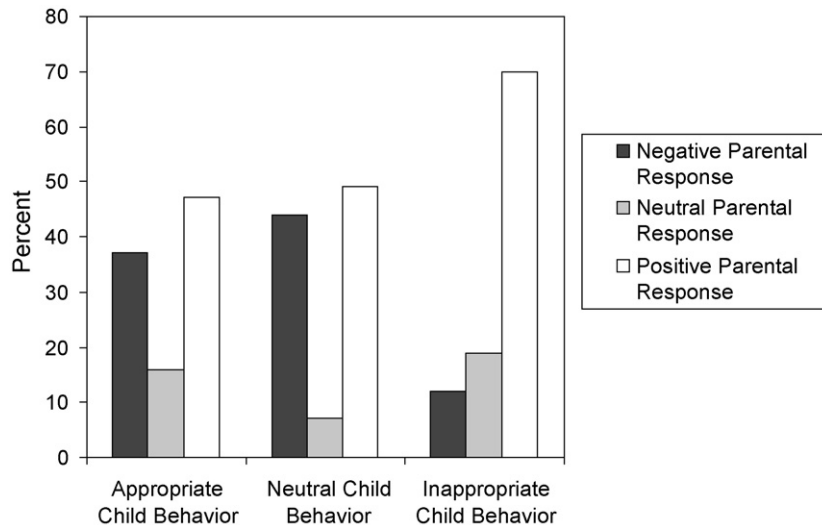 80
70
60
50
40
30
20
10
0
Percent
Appropriate
Child Behavior
Neutral Child
Behavior
Inappropriate
Child Behavior
Negative Parental
Response
Neutral Parental
Response
Positive Parental
Response